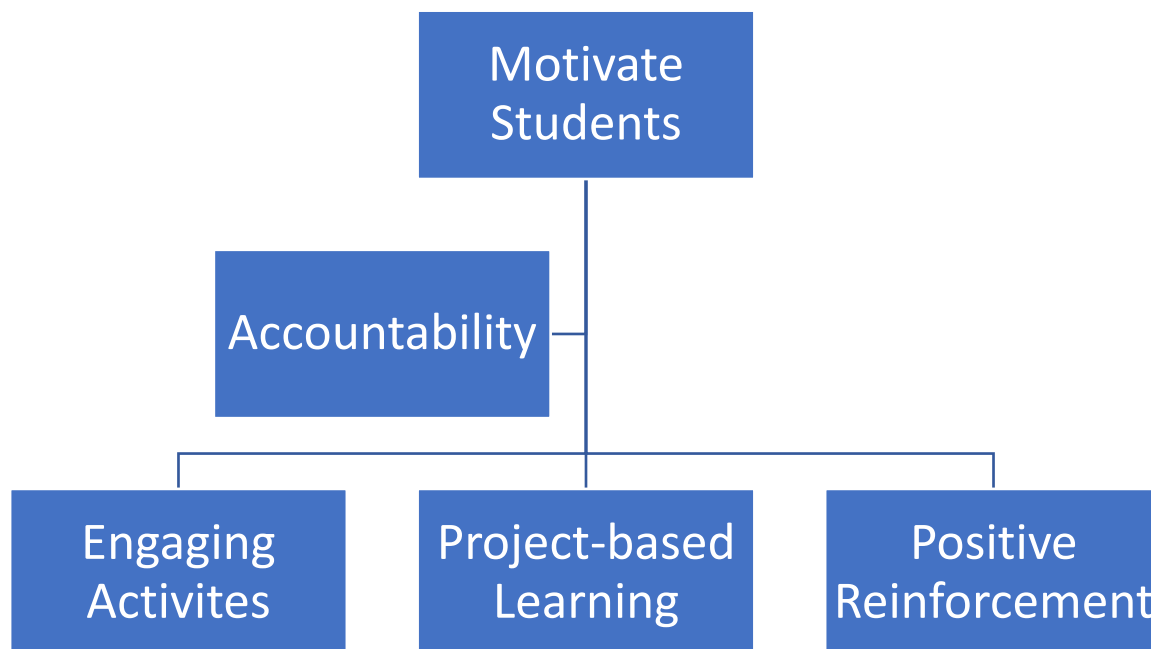 Motivate
Students
Accountability
Engaging
Activites
Project-based
Learning
Positive
Reinforcement